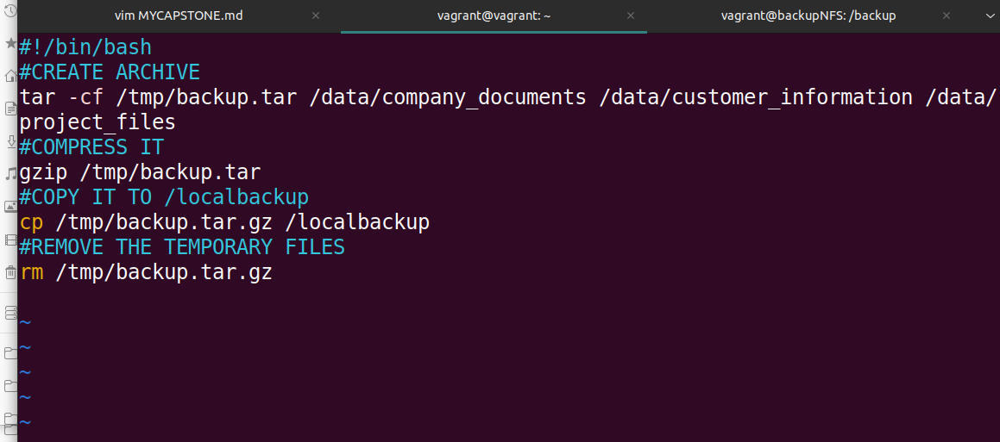 vim MYCAPSTONE.md × vagrant@vagrant: ~ × vagrant@backupNFS: /backup ×
#!/bin/bash
#CREATE ARCHIVE
tar -cf /tmp/backup.tar /data/company_documents /data/customer_information /data/
project_files
#COMPRESS IT
gzip /tmp/backup.tar
#COPY IT TO /localbackup
cp /tmp/backup.tar.gz /localbackup
#REMOVE THE TEMPORARY FILES
rm /tmp/backup.tar.gz
~
~
~
~
~